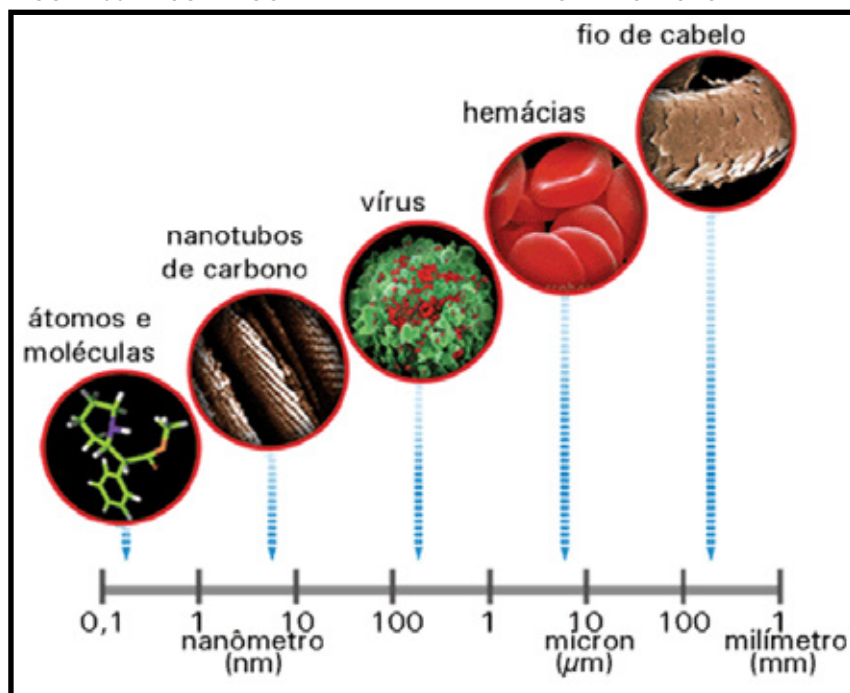 fio de cabelo
hemácias
vírus
nanotubos
de carbono
átomos e
moléculas
0,1 1 10 100 1 10 100 1
nanômetro micron milímetro
(nm) (µm) (mm)